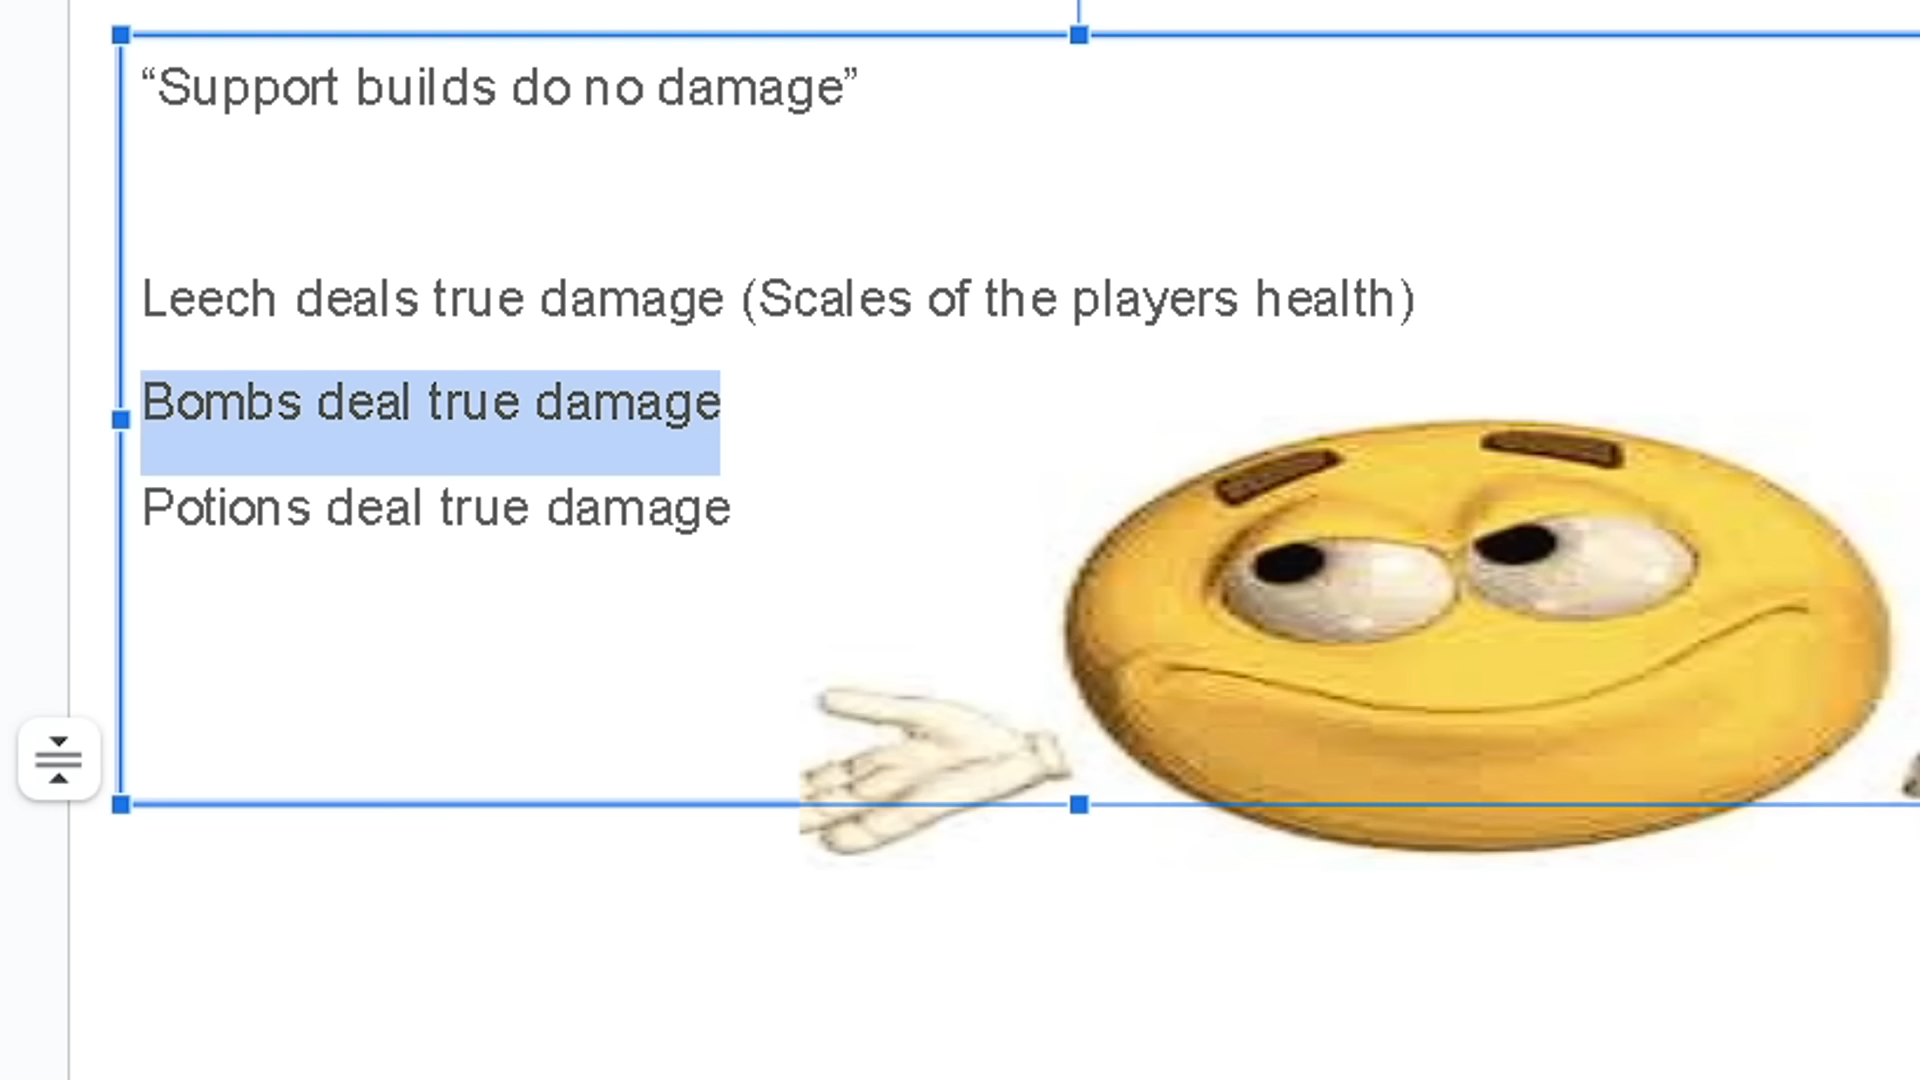 “Support builds do no damage”
Leech deals true damage (Scales of the players health)
Bombs deal true damage
Potions deal true damage